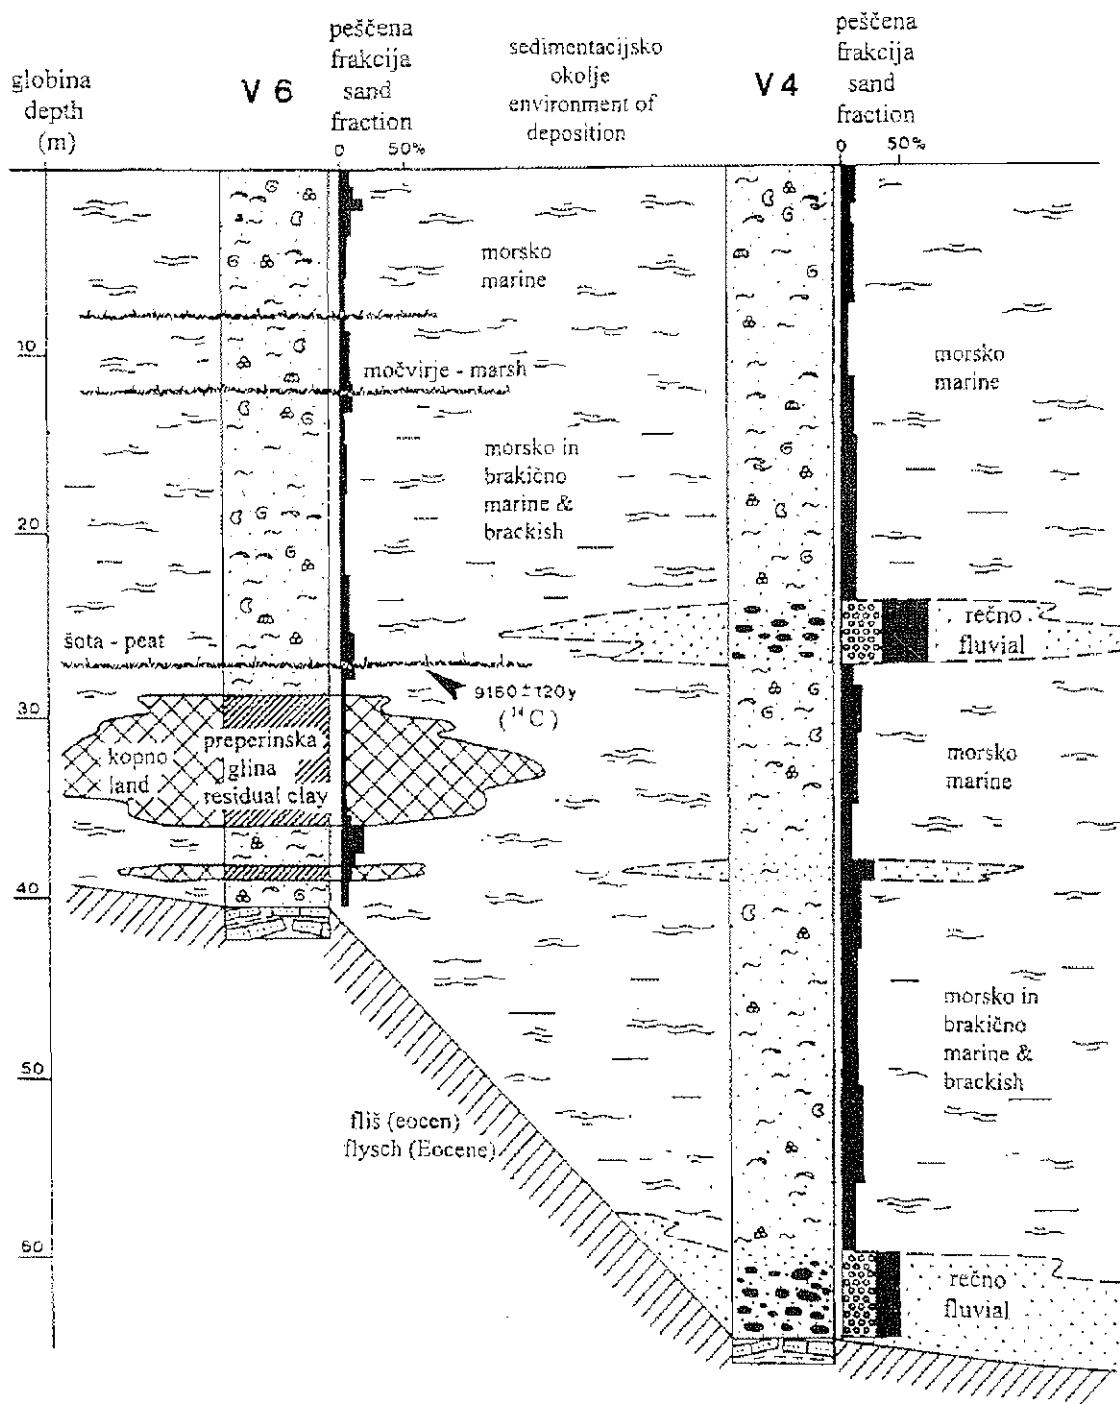 globina
depth
(m)
V 6
peščena
frakcija
sand
fraction
0 50%
sedimentacijsko
okolje
environment of
deposition
V 4
peščena
frakcija
sand
fraction
0 50%
morsko
marine
10
močvirje - marsh
morsko
marine
morsko in
brakično
marine &
brackish
20
rečno
fluvial
šota - peat
9160±120y
(14C)
30
kopno
land
preperinska
glina
residual clay
morsko
marine
40
morsko in
brakično
marine &
brackish
50
fliš (eocen)
flysch (Eocene)
60
rečno
fluvial